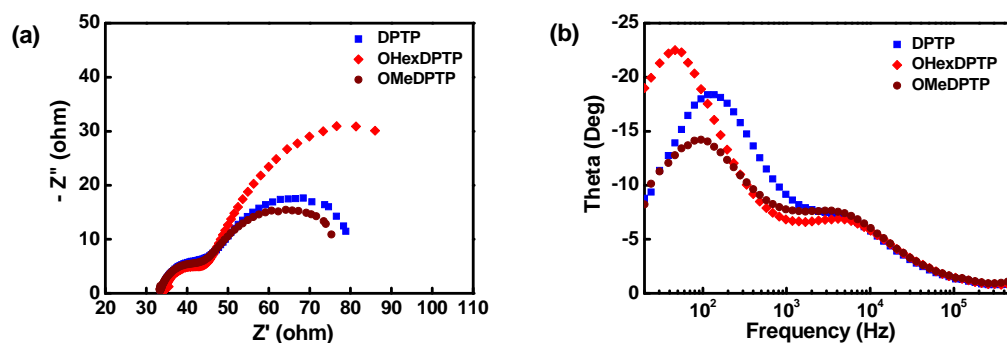 (a)
50
40
30
20
10
0
- Z" (ohm)
DPTP
OHexDPTP
OMeDPTP
20 30 40 50 60 70 80 90 100 110
Z' (ohm)
(b)
-25
-20
-15
-10
-5
0
Theta (Deg)
DPTP
OHexDPTP
OMeDPTP
10² 10³ 10⁴ 10⁵
Frequency (Hz)